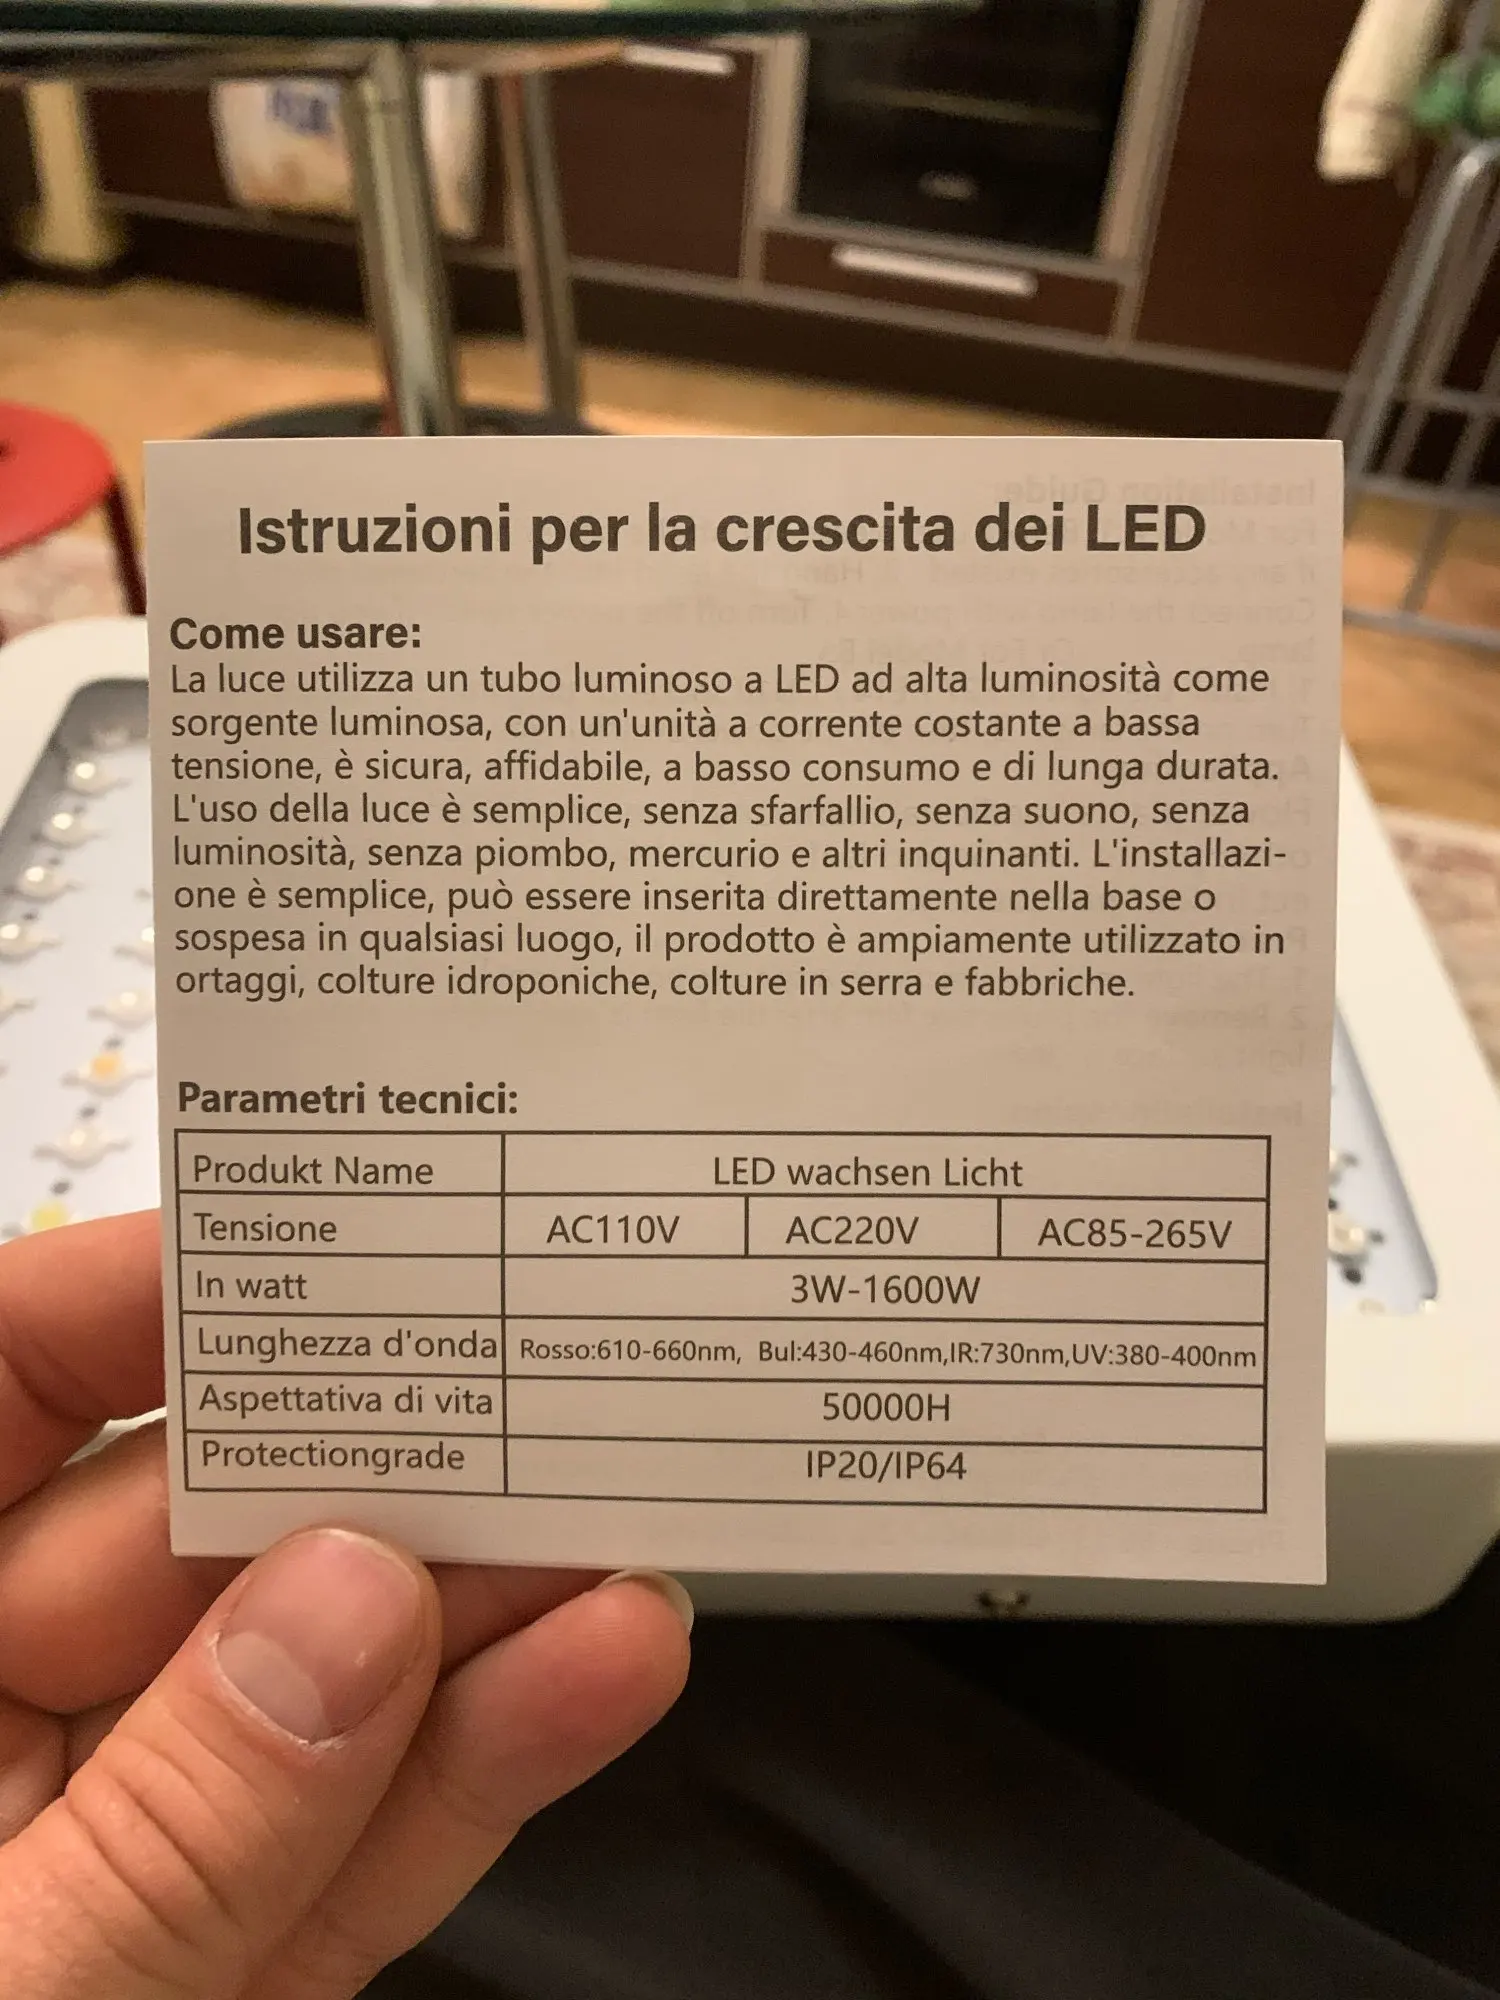 Istruzioni per la crescita dei LED
Come usare:
La luce utilizza un tubo luminoso a LED ad alta luminosità come
sorgente luminosa, con un'unità a corrente costante a bassa
tensione, è sicura, affidabile, a basso consumo e di lunga durata.
L'uso della luce è semplice, senza sfarfallio, senza suono, senza
luminosità, senza piombo, mercurio e altri inquinanti. L'installazi-
one è semplice, può essere inserita direttamente nella base o
sospesa in qualsiasi luogo, il prodotto è ampiamente utilizzato in
ortaggi, colture idroponiche, colture in serra e fabbriche.
Parametri tecnici:
Produkt Name LED wachsen Licht
Tensione AC110V AC220V AC85-265V
In watt 3W-1600W
Lunghezza d'onda Rosso:610-660nm, Bul:430-460nm,IR:730nm,UV:380-400nm
Aspettativa di vita 50000H
Protectiongrade IP20/IP64